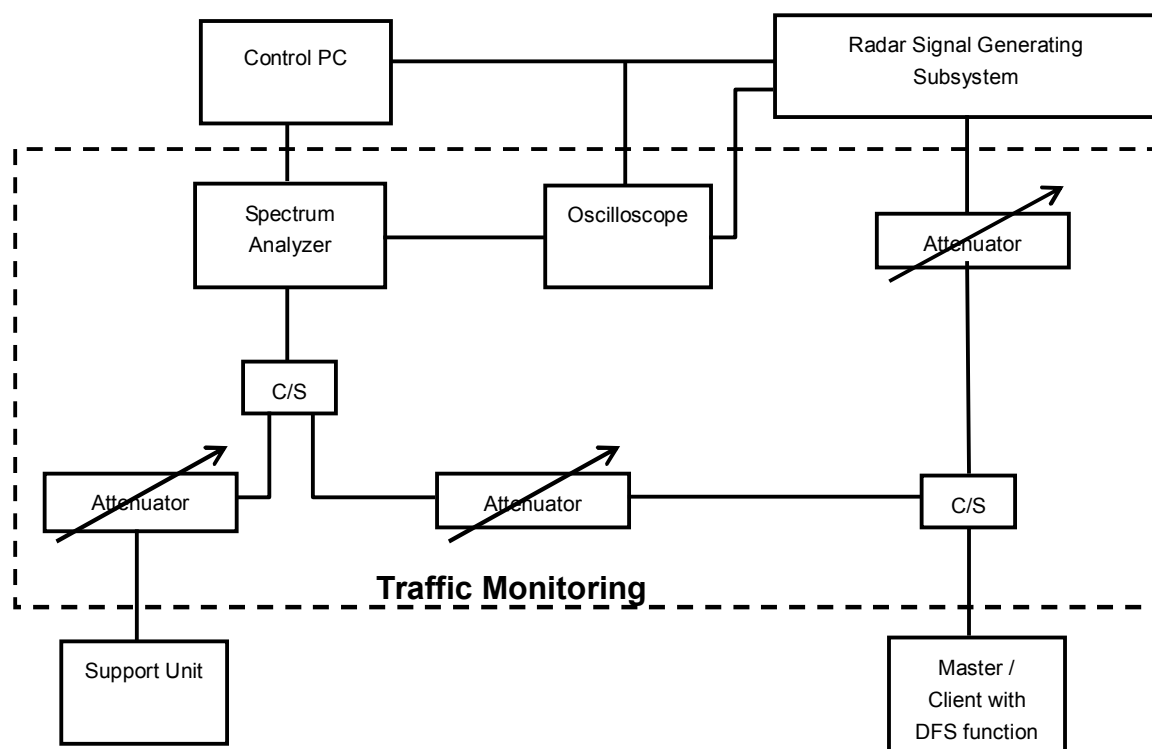 Control PC
Radar Signal Generating
Subsystem
Spectrum
Analyzer
Oscilloscope
Attenuator
C/S
Attenuator
Attenuator
C/S
Traffic Monitoring
Support Unit
Master /
Client with
DFS function